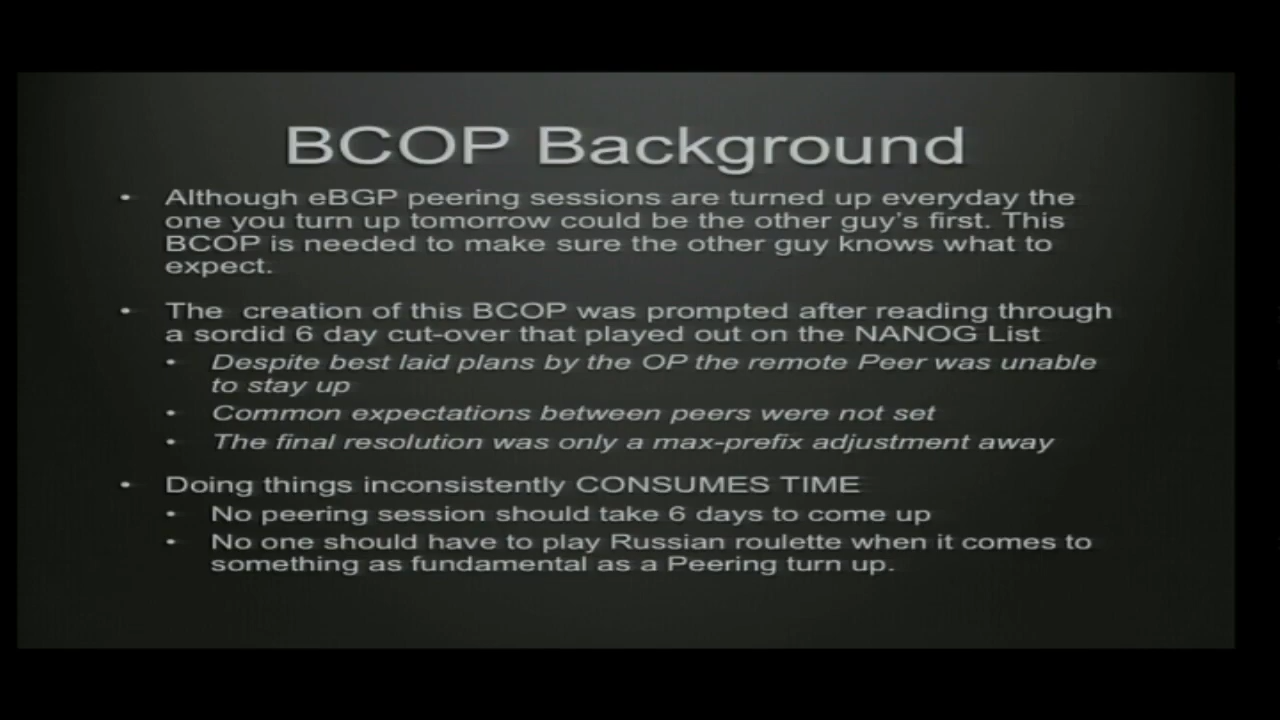 BCOP Background
• Although eBGP peering sessions are turned up everyday the
one you turn up tomorrow could be the other guy's first. This
BCOP is needed to make sure the other guy knows what to
expect.
• The creation of this BCOP was prompted after reading through
a sordid 6 day cut-over that played out on the NANOG List
• Despite best laid plans by the OP the remote Peer was unable
to stay up
• Common expectations between peers were not set
• The final resolution was only a max-prefix adjustment away
• Doing things inconsistently CONSUMES TIME
• No peering session should take 6 days to come up
• No one should have to play Russian roulette when it comes to
something as fundamental as a Peering turn up.